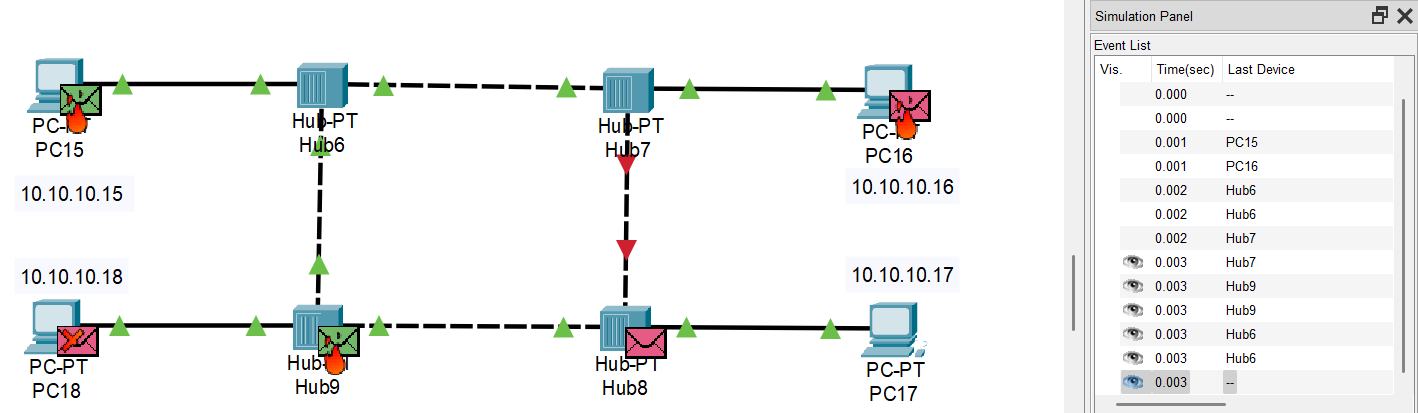 Simulation Panel
Event List
Vis. Time(sec) Last Device
0.000 --
0.000 --
0.001 PC15
0.001 PC16
0.002 Hub6
0.002 Hub6
0.002 Hub7
0.003 Hub7
0.003 Hub9
0.003 Hub9
0.003 Hub6
0.003 Hub6
0.003 --
PC15
10.10.10.15
Hub-PT
Hub6
Hub-PT
Hub7
PC16
10.10.10.16
10.10.10.18
PC-PT
PC18
Hub9
Hub-PT
Hub8
10.10.10.17
PC-PT
PC17